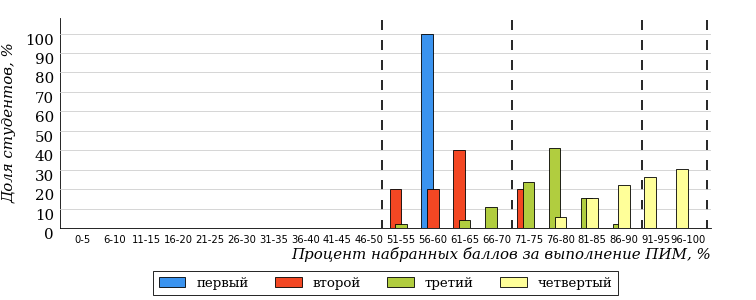 Доля студентов, %
100
90
80
70
60
50
40
30
20
10
0
0-5 6-10 11-15 16-20 21-25 26-30 31-35 36-40 41-45 46-50 51-55 56-60 61-65 66-70 71-75 76-80 81-85 86-90 91-95 96-100
Процент набранных баллов за выполнение ПИМ, %
первый второй третий четвертый